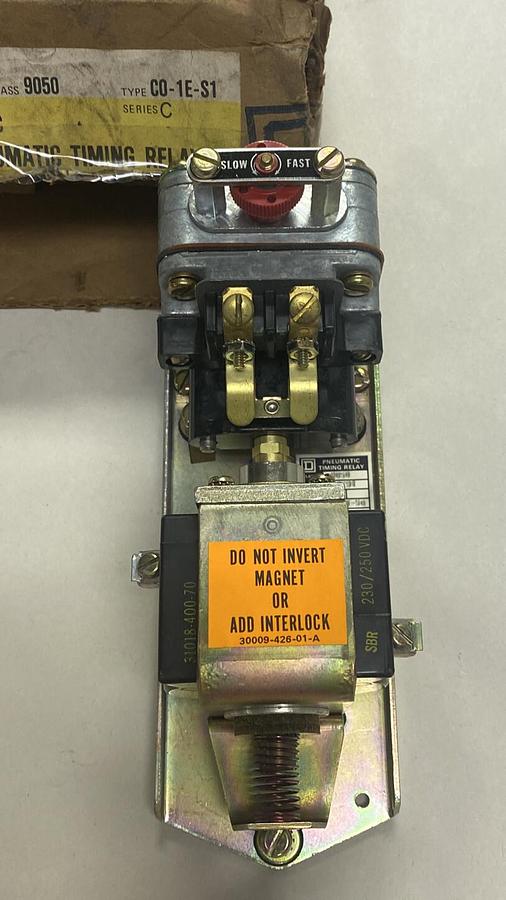 ASS 9050 TYPE CO-1E-S1
SERIES C
C
MATIC TIMING RELAY
SLOW FAST
D PNEUMATIC
TIMING RELAY
DO NOT INVERT
MAGNET
OR
ADD INTERLOCK
30009-426-01-A
31018-400-70
SBR 230/250 VDC